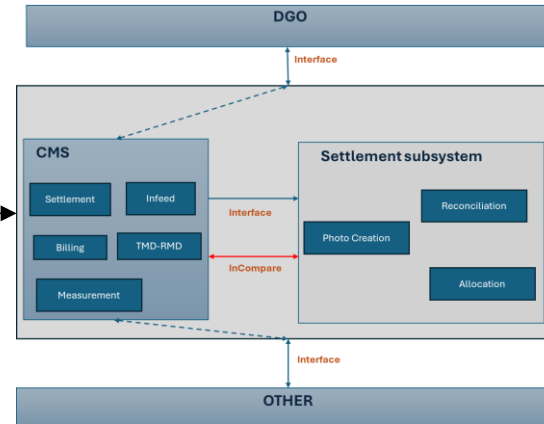 DGO
Interface
CMS
Settlement
Infeed
Billing
TMD-RMD
Measurement
Interface
InCompare
Settlement subsystem
Reconciliation
Photo Creation
Allocation
Interface
OTHER